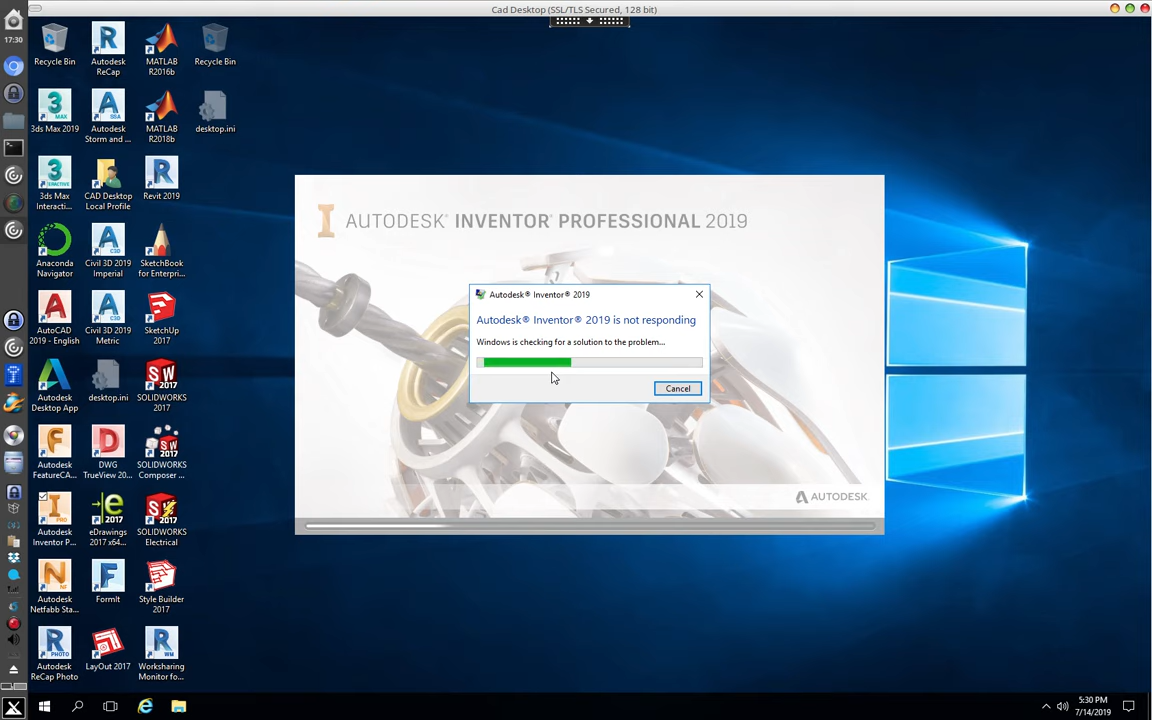 Cad Desktop (SSL/TLS Secured, 128 bit)
17:30
Recycle Bin
Autodesk
ReCap
MATLAB
R2016b
Recycle Bin
3ds Max 2019
Autodesk
Storm and ...
MATLAB
R2018b
desktop.ini
3ds Max
Interacti...
CAD Desktop
Local Profile
Revit 2019
Anaconda
Navigator
Civil 3D 2019
Imperial
SketchBook
for Enterpri...
AutoCAD
2019 - English
Civil 3D 2019
Metric
SketchUp
2017
Autodesk
Desktop App
desktop.ini
SOLIDWORKS
2017
Autodesk
FeatureCA...
DWG
TrueView 20...
SOLIDWORKS
Composer ...
Autodesk
Inventor P...
eDrawings
2017 x64...
SOLIDWORKS
Electrical
Autodesk
Netfabb Sta...
FormIt
Style Builder
2017
Autodesk
ReCap Photo
LayOut 2017
Worksharing
Monitor fo...
AUTODESK® INVENTOR® PROFESSIONAL 2019
Autodesk® Inventor® 2019
Autodesk® Inventor® 2019 is not responding
Windows is checking for a solution to the problem...
Cancel
AUTODESK.
5:30 PM
7/14/2019